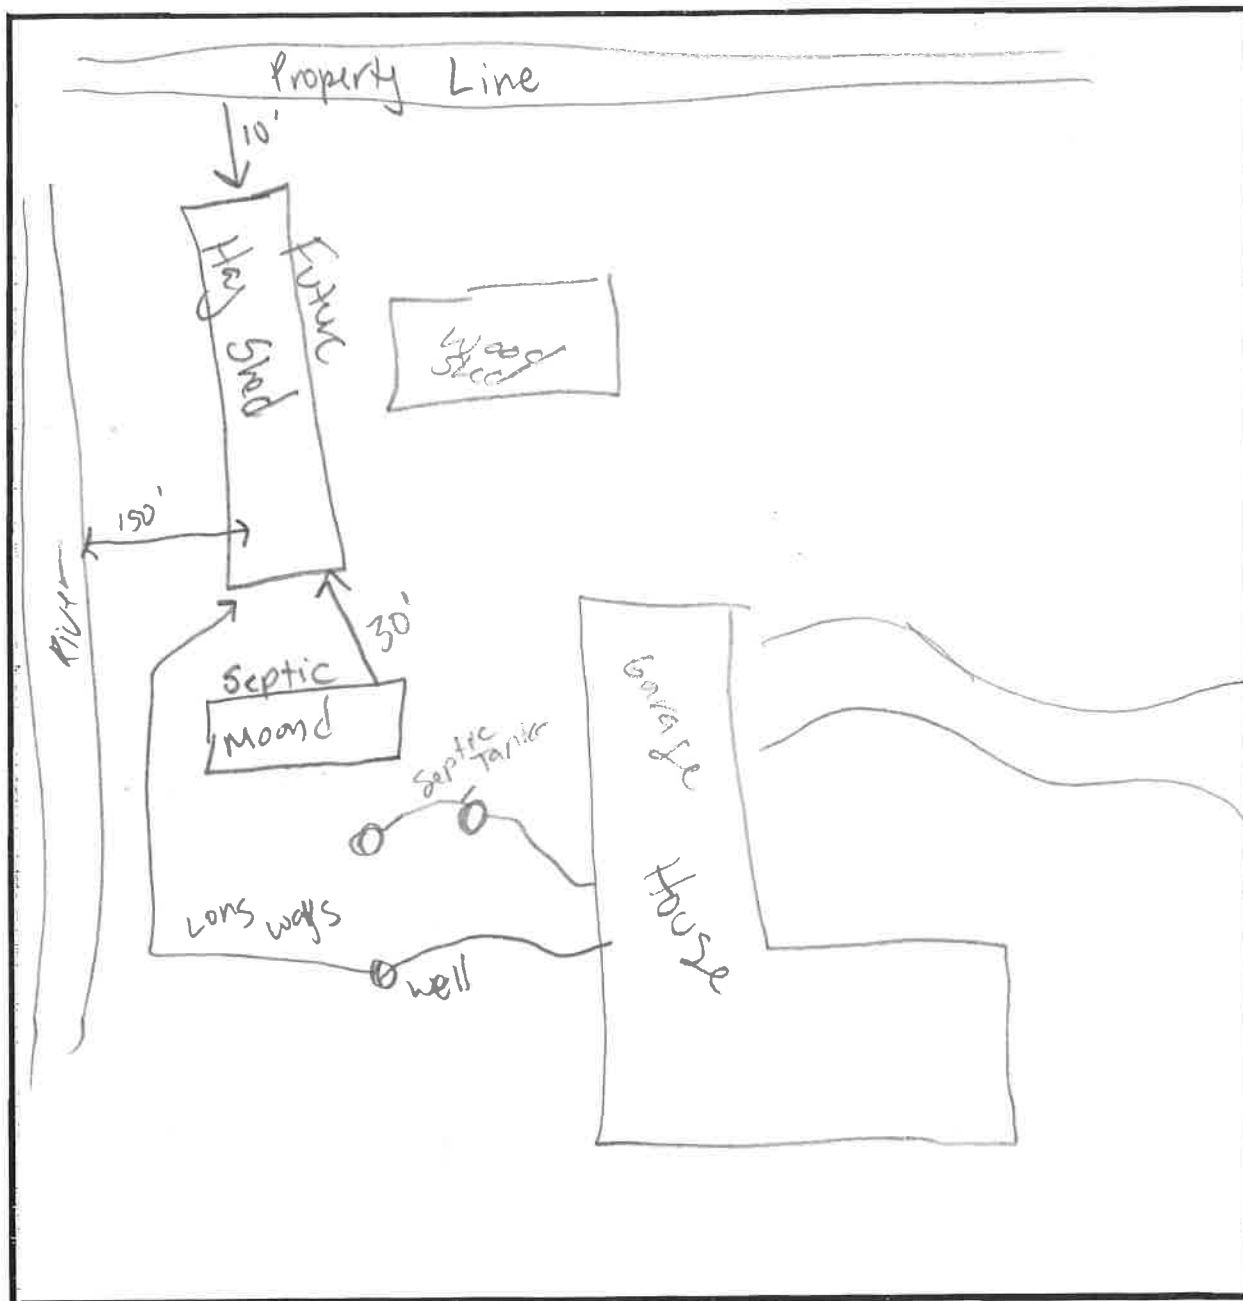 Property Line
10'
Future
Hay Shed
Wood
Shed
150'
River
30'
Septic
Moand
Septic
Tank
Garage
House
Long ways
well